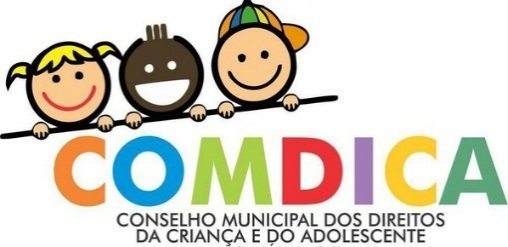 COMDICA
CONSELHO MUNICIPAL DOS DIREITOS
DA CRIANÇA E DO ADOLESCENTE